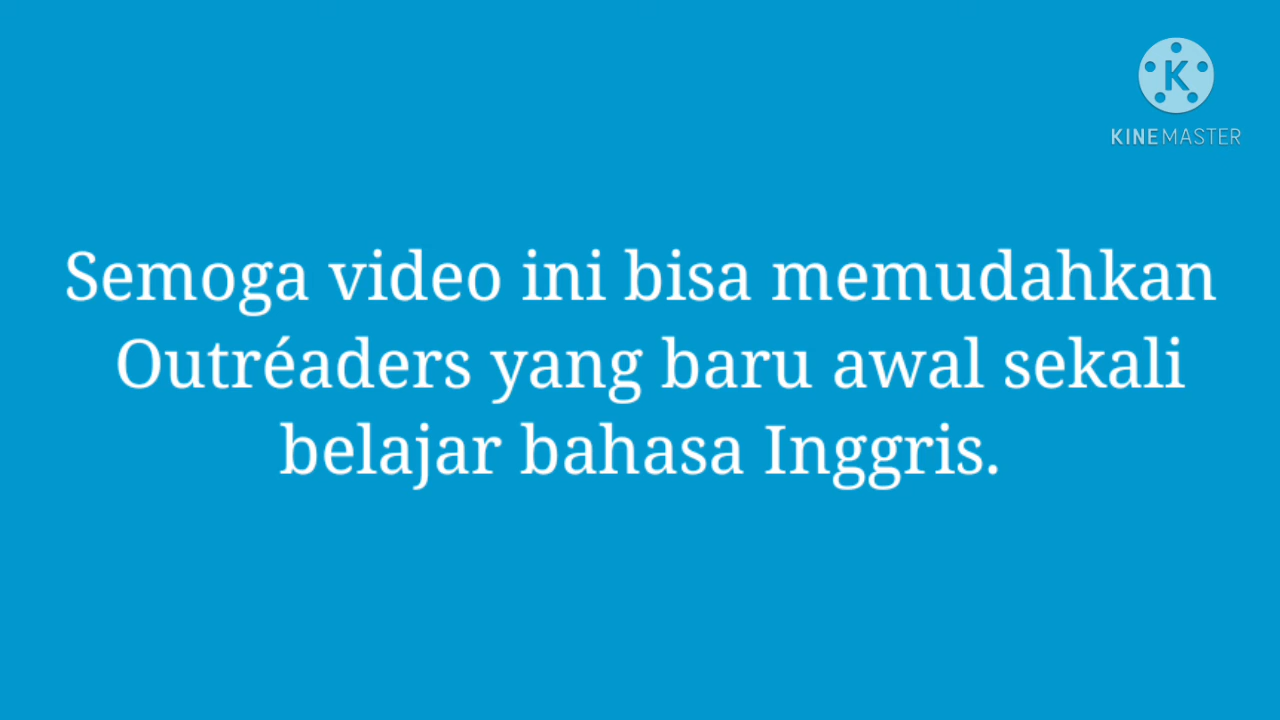 K
KINEMASTER
Semoga video ini bisa memudahkan
Outréaders yang baru awal sekali
belajar bahasa Inggris.